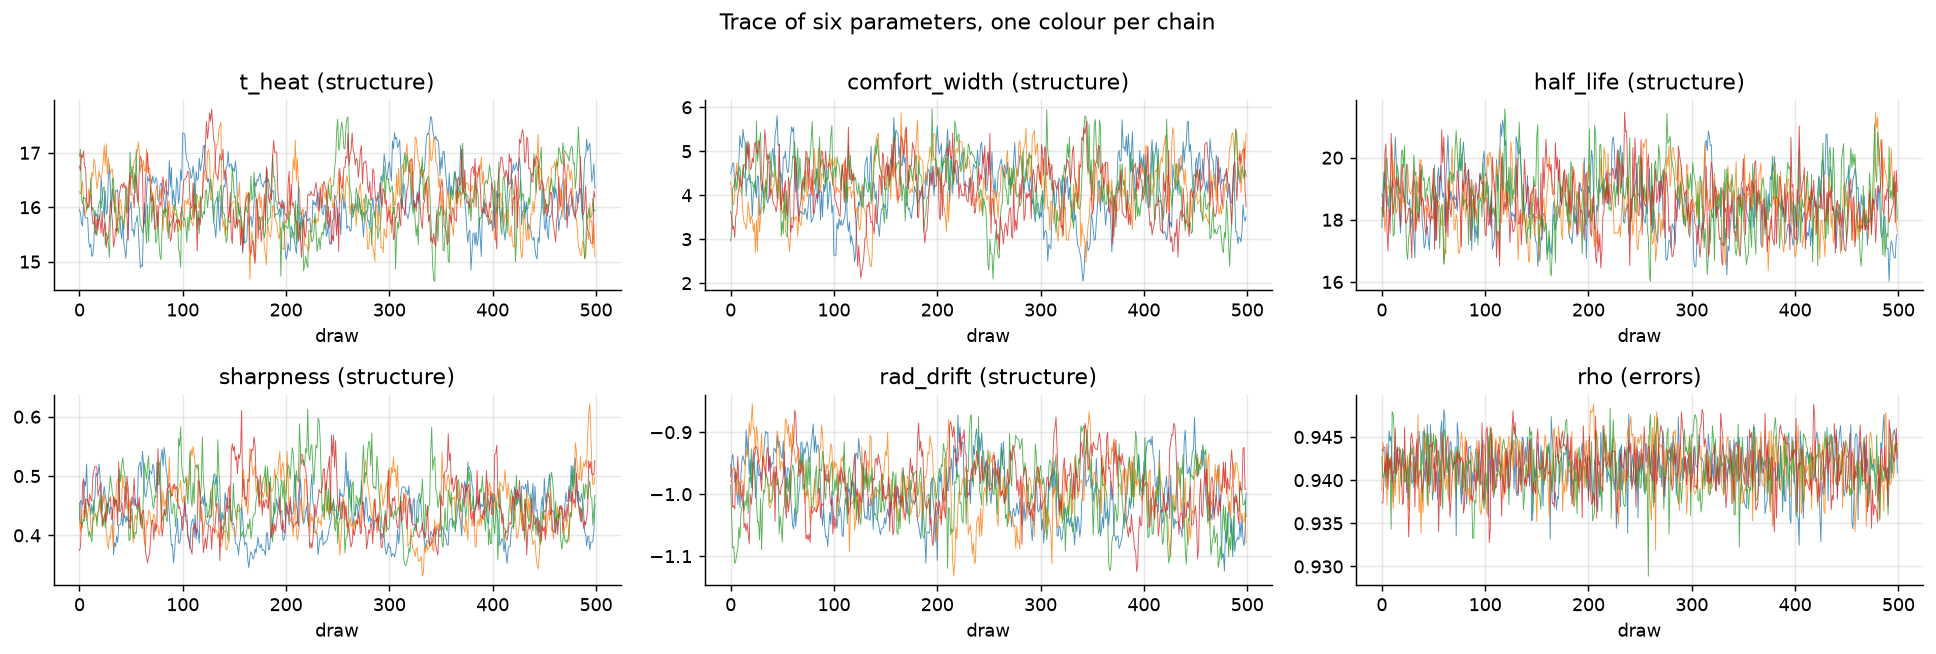 Trace of six parameters, one colour per chain
t_heat (structure)
17
16
15
0 100 200 300 400 500
draw
comfort_width (structure)
6
5
4
3
2
0 100 200 300 400 500
draw
half_life (structure)
20
18
16
0 100 200 300 400 500
draw
sharpness (structure)
0.6
0.5
0.4
0 100 200 300 400 500
draw
rad_drift (structure)
−0.9
−1.0
−1.1
0 100 200 300 400 500
draw
rho (errors)
0.945
0.940
0.935
0.930
0 100 200 300 400 500
draw